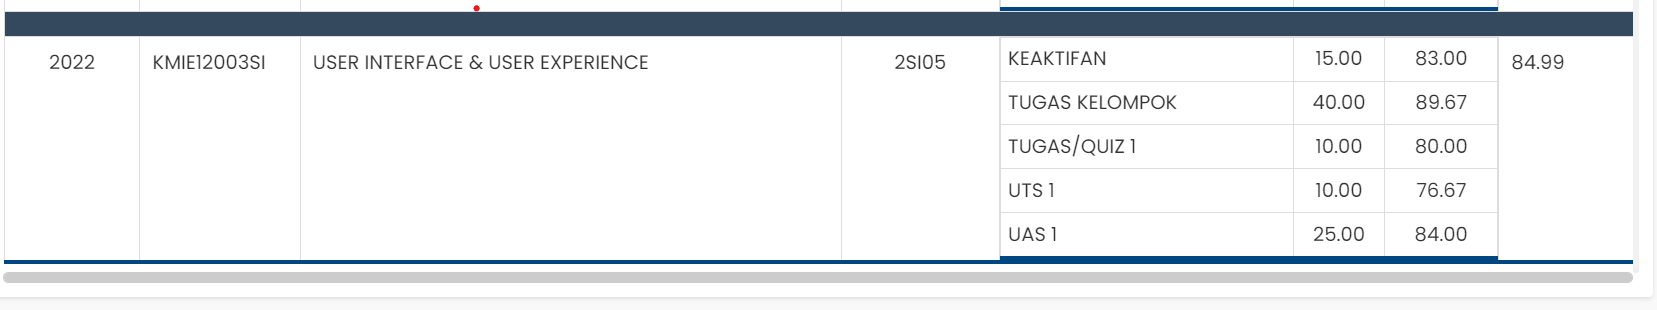 2022 KMIE12003SI USER INTERFACE & USER EXPERIENCE 2SI05 KEAKTIFAN 15.00 83.00 84.99
TUGAS KELOMPOK 40.00 89.67
TUGAS/QUIZ 1 10.00 80.00
UTS 1 10.00 76.67
UAS 1 25.00 84.00